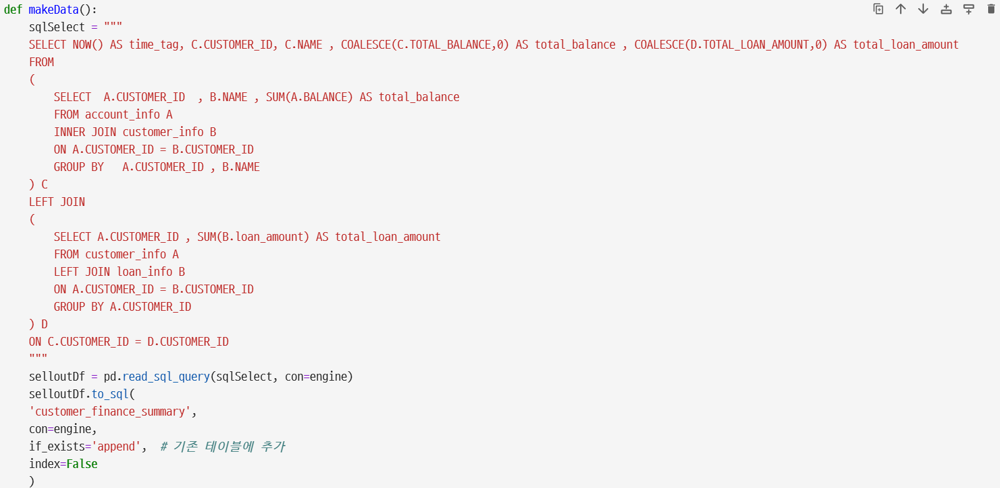 def makeData():
    sqlSelect = """
    SELECT NOW() AS time_tag, C.CUSTOMER_ID, C.NAME , COALESCE(C.TOTAL_BALANCE,0) AS total_balance , COALESCE(D.TOTAL_LOAN_AMOUNT,0) AS total_loan_amount
    FROM
    (
        SELECT  A.CUSTOMER_ID  , B.NAME , SUM(A.BALANCE) AS total_balance
        FROM account_info A
        INNER JOIN customer_info B
        ON A.CUSTOMER_ID = B.CUSTOMER_ID
        GROUP BY   A.CUSTOMER_ID , B.NAME
    ) C
    LEFT JOIN
    (
        SELECT A.CUSTOMER_ID , SUM(B.loan_amount) AS total_loan_amount
        FROM customer_info A
        LEFT JOIN loan_info B
        ON A.CUSTOMER_ID = B.CUSTOMER_ID
        GROUP BY A.CUSTOMER_ID
    ) D
    ON C.CUSTOMER_ID = D.CUSTOMER_ID
    """
    selloutDf = pd.read_sql_query(sqlSelect, con=engine)
    selloutDf.to_sql(
    'customer_finance_summary',
    con=engine,
    if_exists='append',  # 기존 테이블에 추가
    index=False
    )